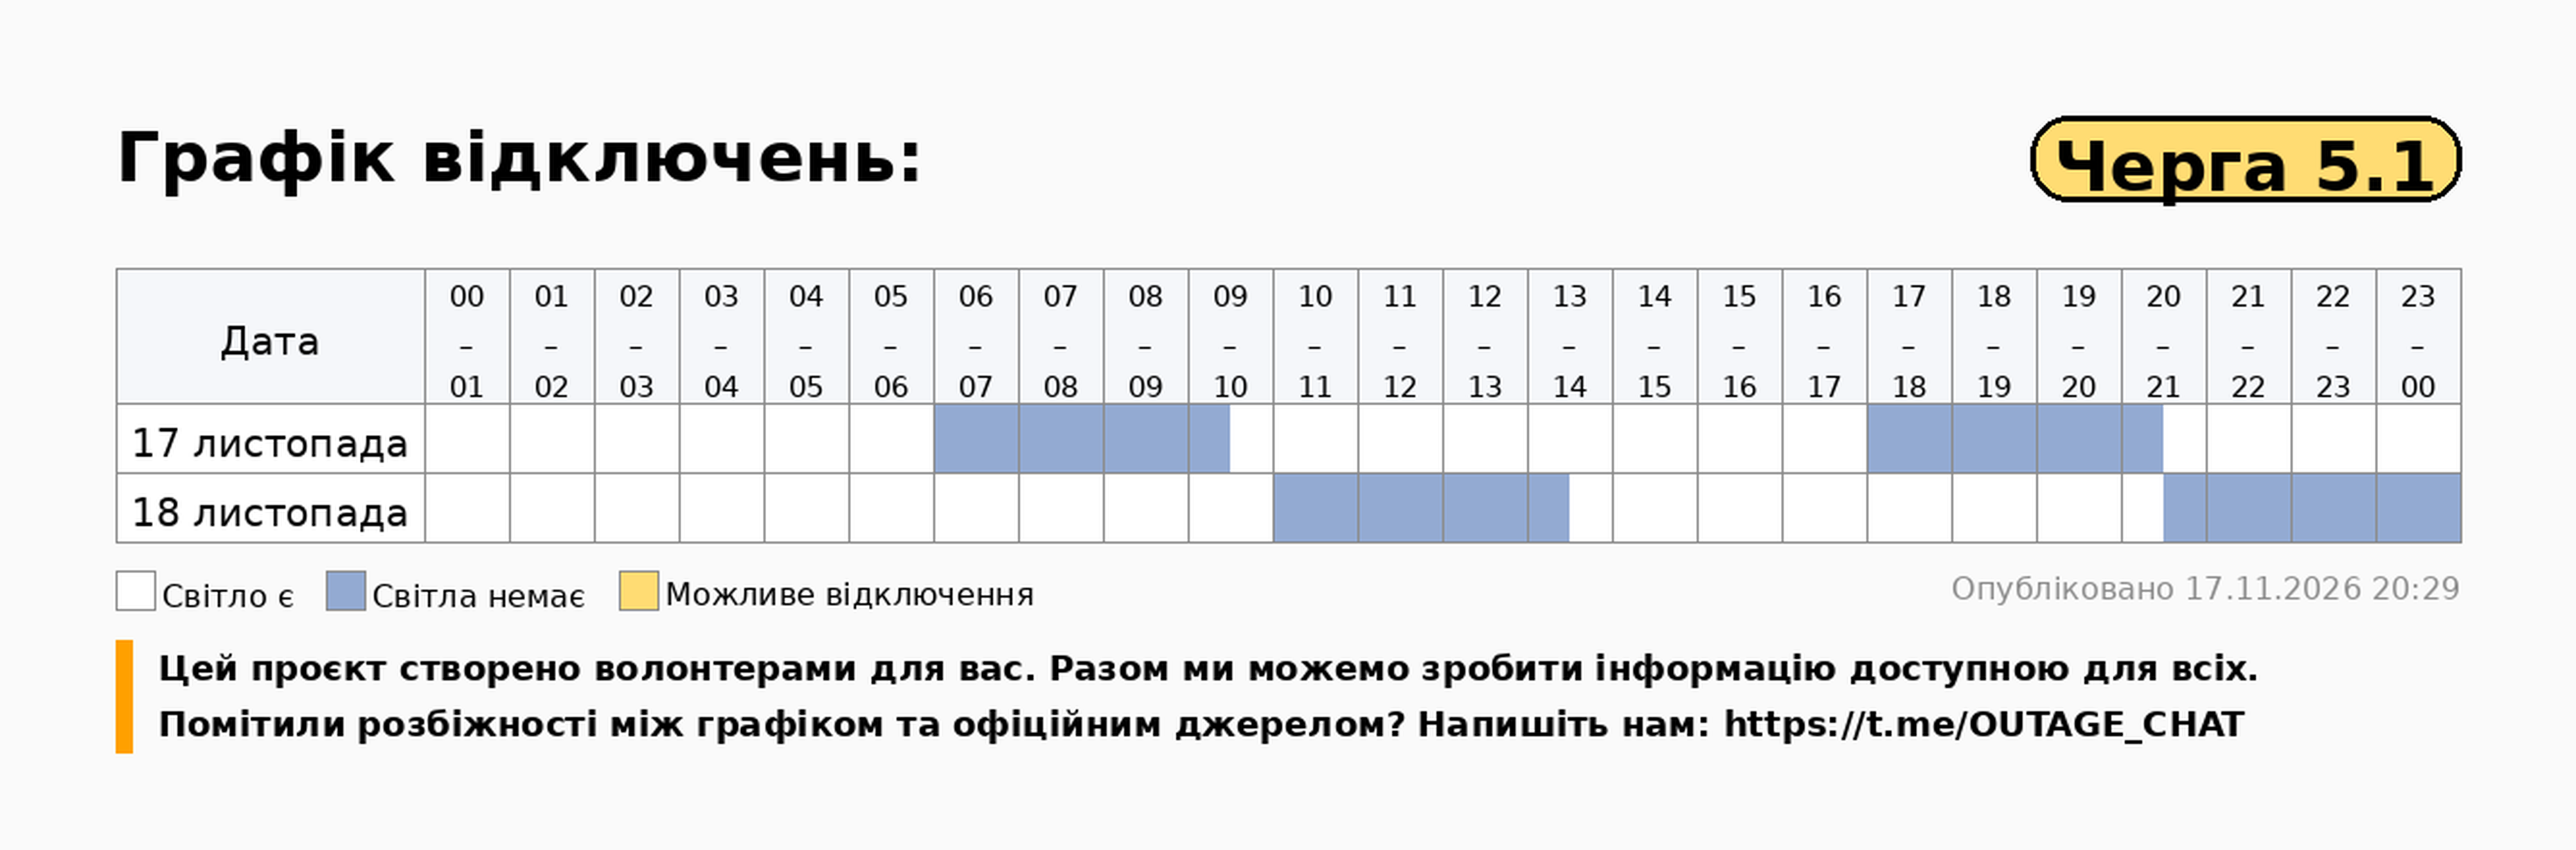 Графік відключень:
Черга 5.1
Дата 00 – 01 01 – 02 02 – 03 03 – 04 04 – 05 05 – 06 06 – 07 07 – 08 08 – 09 09 – 10 10 – 11 11 – 12 12 – 13 13 – 14 14 – 15 15 – 16 16 – 17 17 – 18 18 – 19 19 – 20 20 – 21 21 – 22 22 – 23 23 – 00
17 листопада
18 листопада
Світло є Світла немає Можливе відключення
Опубліковано 17.11.2026 20:29
Цей проєкт створено волонтерами для вас. Разом ми можемо зробити інформацію доступною для всіх.
Помітили розбіжності між графіком та офіційним джерелом? Напишіть нам: https://t.me/OUTAGE_CHAT